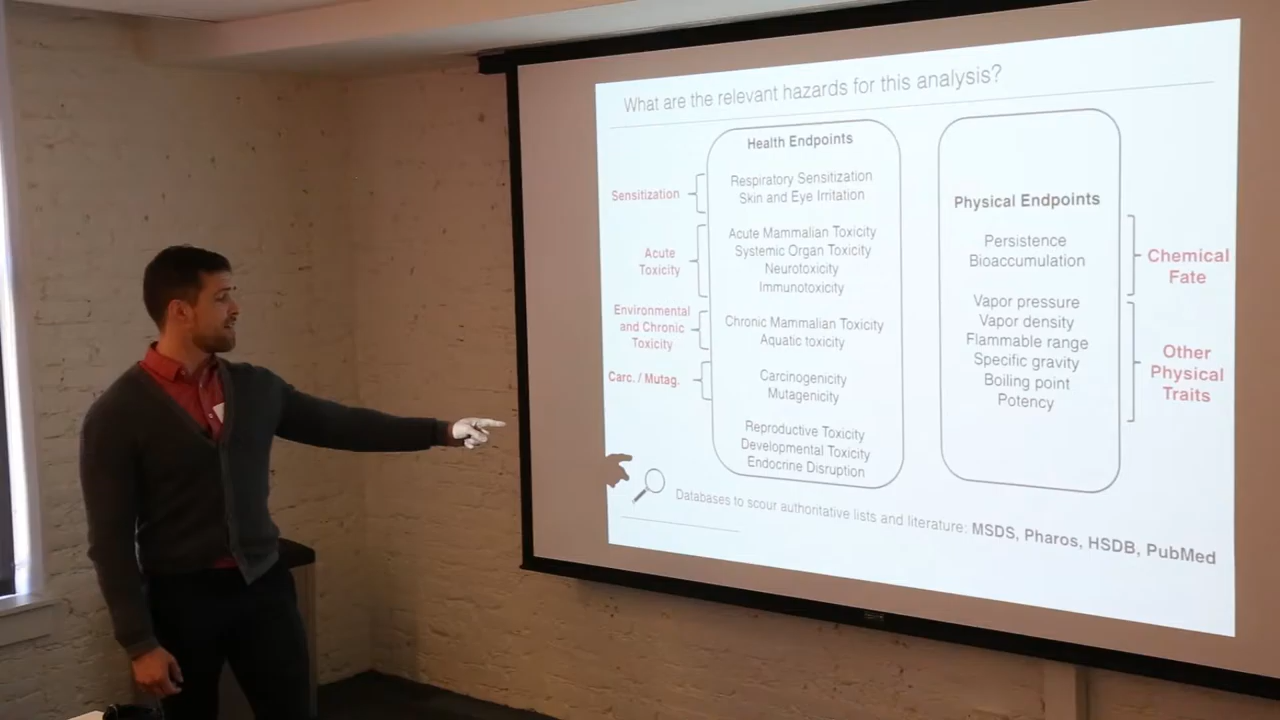 What are the relevant hazards for this analysis?
Health Endpoints
Sensitization
Respiratory Sensitization
Skin and Eye Irritation
Acute
Toxicity
Acute Mammalian Toxicity
Systemic Organ Toxicity
Neurotoxicity
Immunotoxicity
Environmental
and Chronic
Toxicity
Chronic Mammalian Toxicity
Aquatic toxicity
Carc. / Mutag.
Carcinogenicity
Mutagenicity
Reproductive Toxicity
Developmental Toxicity
Endocrine Disruption
Physical Endpoints
Persistence
Bioaccumulation
Chemical
Fate
Vapor pressure
Vapor density
Flammable range
Specific gravity
Boiling point
Potency
Other
Physical
Traits
Databases to scour authoritative lists and literature: MSDS, Pharos, HSDB, PubMed